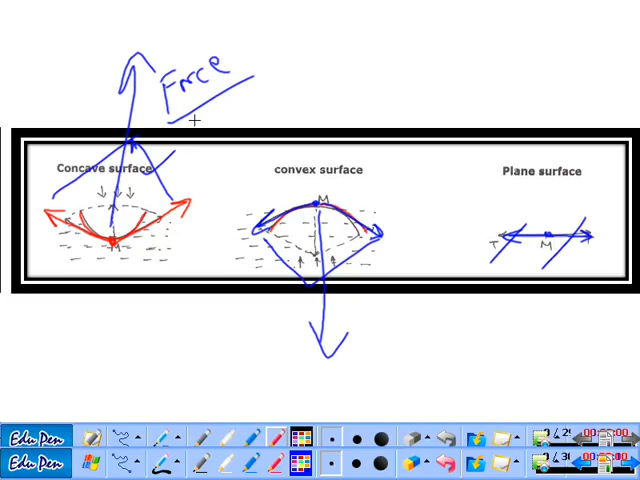 Force
Concave surface
convex surface
Plane surface
M
M
T
M
Edu Pen
Edu Pen